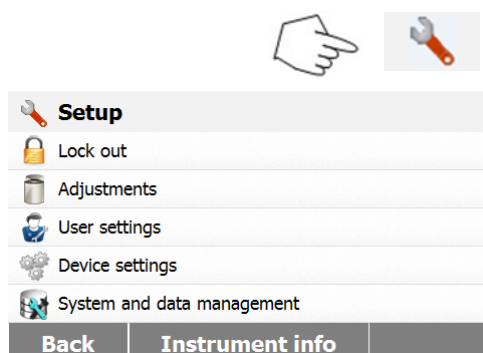 Setup
Lock out
Adjustments
User settings
Device settings
System and data management
Back Instrument info